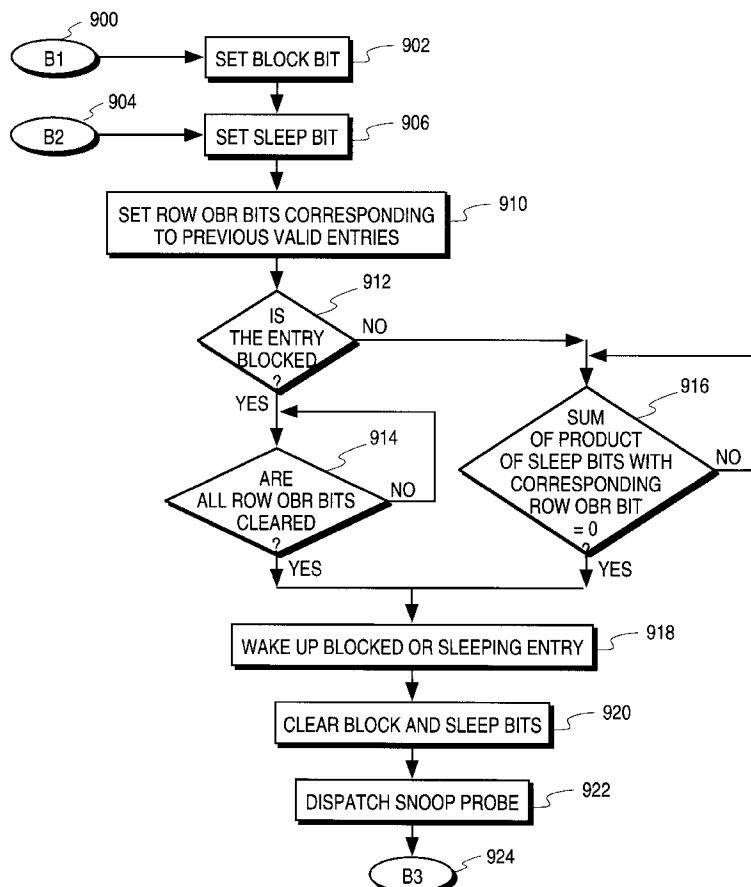 900
B1
SET BLOCK BIT
902
904
B2
SET SLEEP BIT
906
SET ROW OBR BITS CORRESPONDING
TO PREVIOUS VALID ENTRIES
910
912
IS
THE ENTRY
BLOCKED
?
NO
YES
914
ARE
ALL ROW OBR BITS
CLEARED
?
NO
YES
916
SUM
OF PRODUCT
OF SLEEP BITS WITH
CORRESPONDING
ROW OBR BIT
= 0
?
NO
YES
WAKE UP BLOCKED OR SLEEPING ENTRY
918
CLEAR BLOCK AND SLEEP BITS
920
DISPATCH SNOOP PROBE
922
B3
924